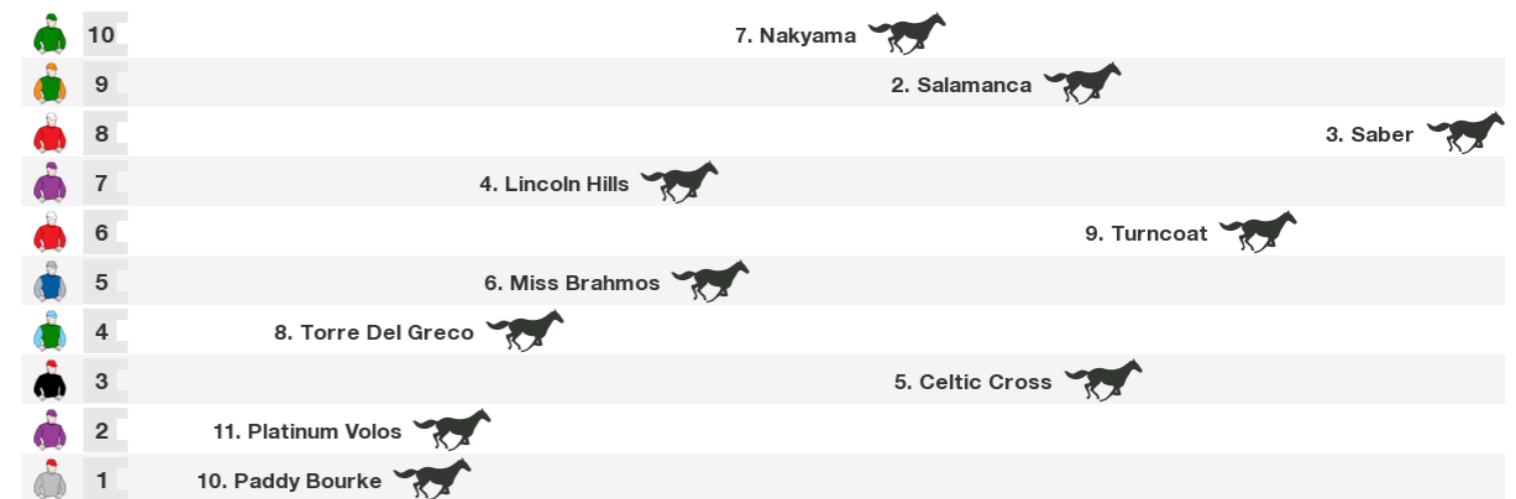 10 7. Nakyama
9 2. Salamanca
8 3. Saber
7 4. Lincoln Hills
6 9. Turncoat
5 6. Miss Brahmos
4 8. Torre Del Greco
3 5. Celtic Cross
2 11. Platinum Volos
1 10. Paddy Bourke